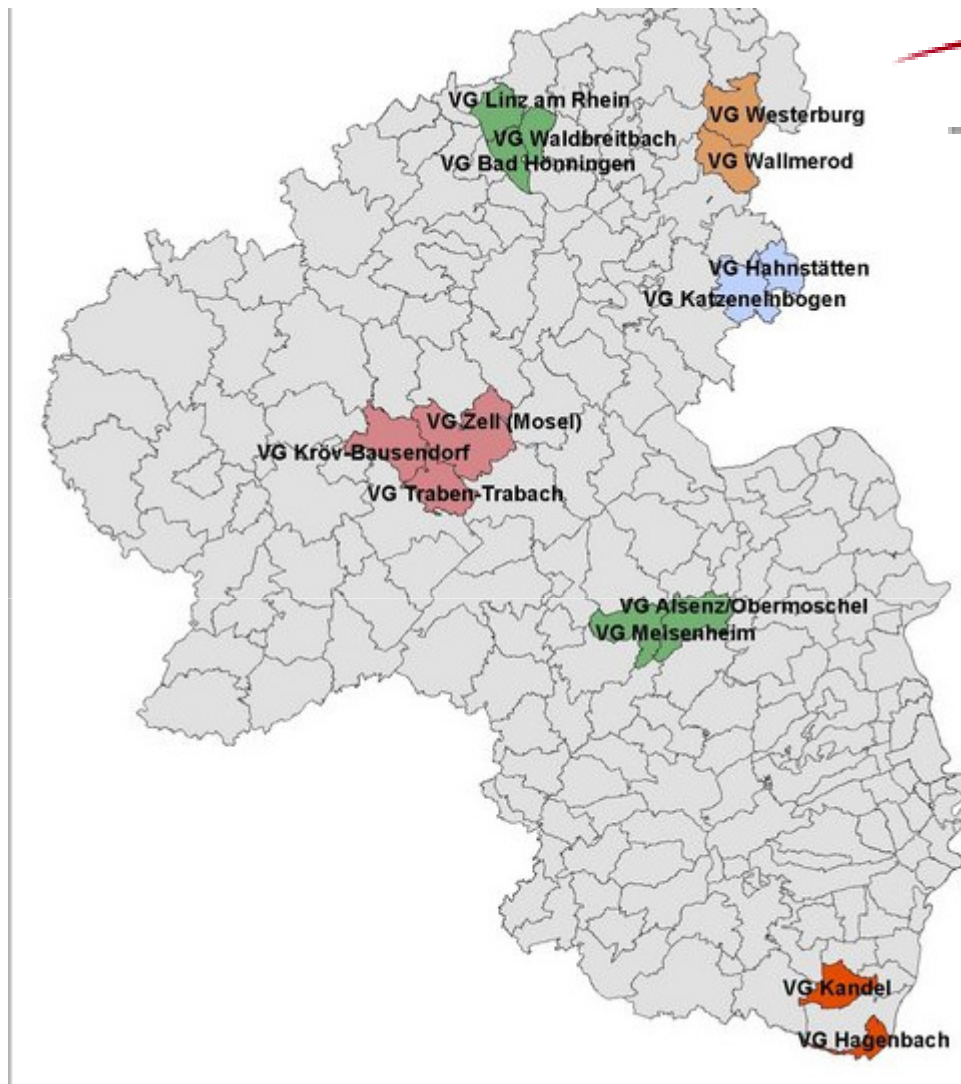 VG Linz am Rhein
VG Westerburg
VG Waldbreitbach
VG Bad Hönningen
VG Wallmerod
VG Hahnstätten
VG Katzenelnbogen
VG Zell (Mosel)
VG Kröv-Bausendorf
VG Traben-Trabach
VG Alsenz/Obermoschel
VG Meisenheim
VG Kandel
VG Hagenbach